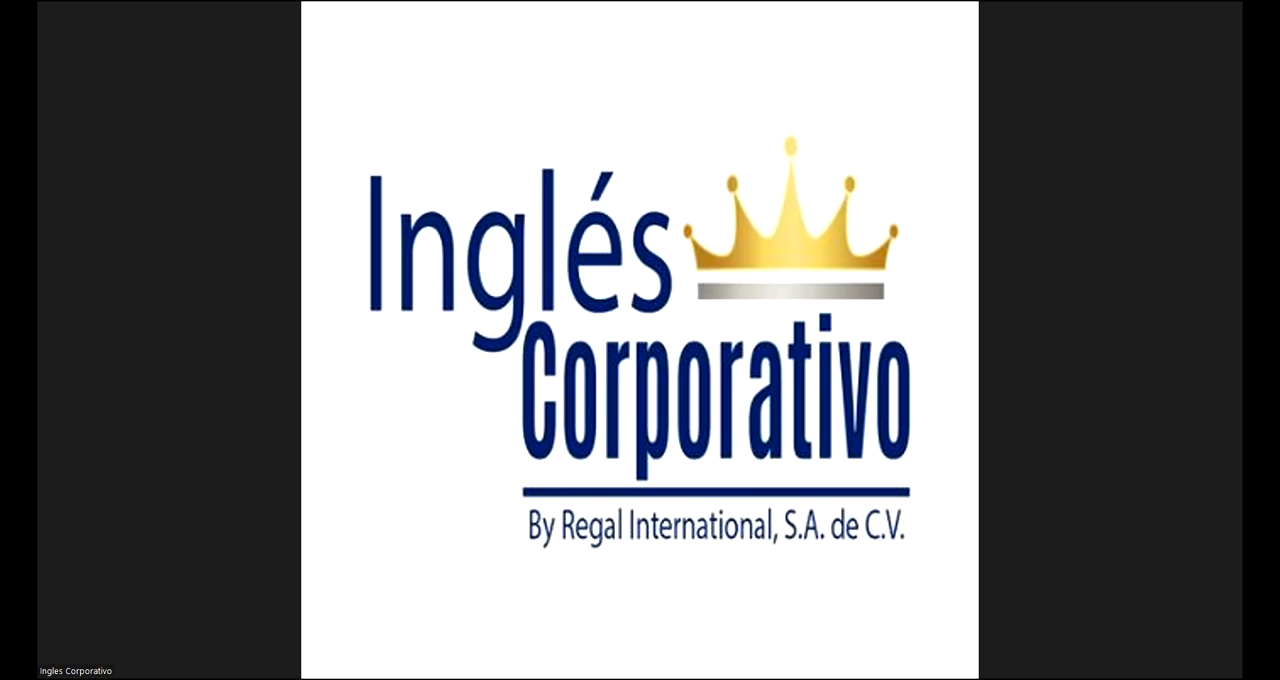 Inglés
Corporativo
By Regal International, S.A. de C.V.
Ingles Corporativo